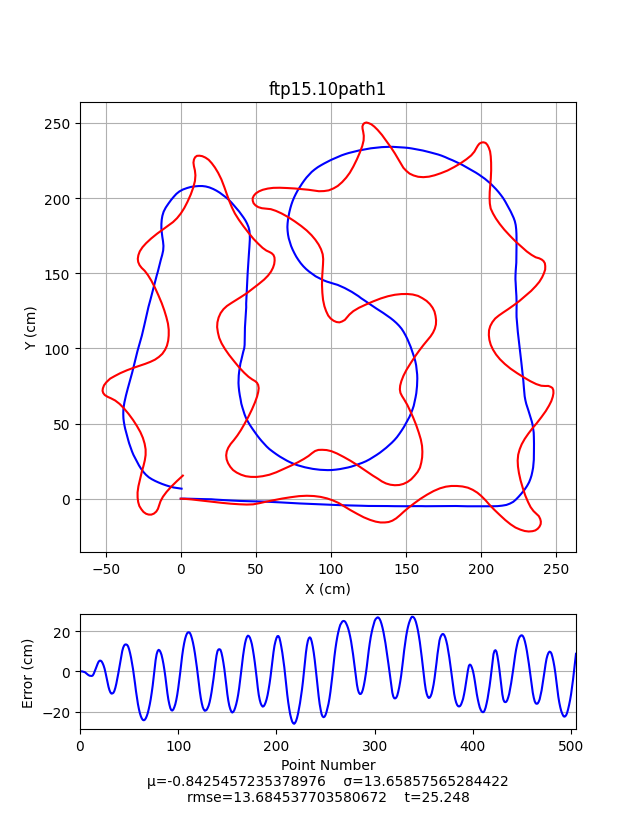 ftp15.10path1
250
200
150
100
50
0
Y (cm)
−50 0 50 100 150 200 250
X (cm)
20
0
−20
Error (cm)
0 100 200 300 400 500
Point Number
μ=-0.8425457235378976 σ=13.65857565284422
rmse=13.684537703580672 t=25.248